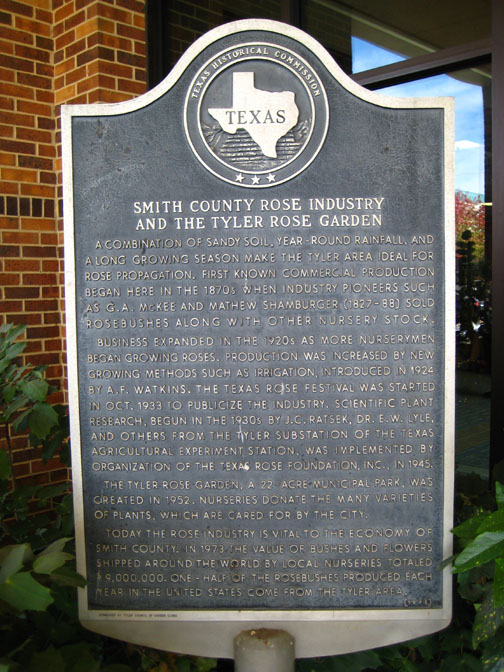 TEXAS HISTORICAL COMMISSION
TEXAS
SMITH COUNTY ROSE INDUSTRY
AND THE TYLER ROSE GARDEN
A COMBINATION OF SANDY SOIL, YEAR-ROUND RAINFALL, AND
A LONG GROWING SEASON MAKE THE TYLER AREA IDEAL FOR
ROSE PROPAGATION. FIRST KNOWN COMMERCIAL PRODUCTION
BEGAN HERE IN THE 1870s WHEN INDUSTRY PIONEERS SUCH
AS G. A. McKEE AND MATHEW SHAMBURGER (1827-88) SOLD
ROSEBUSHES ALONG WITH OTHER NURSERY STOCK.
BUSINESS EXPANDED IN THE 1920s AS MORE NURSERYMEN
BEGAN GROWING ROSES. PRODUCTION WAS INCREASED BY NEW
GROWING METHODS SUCH AS IRRIGATION, INTRODUCED IN 1924
BY A. F. WATKINS. THE TEXAS ROSE FESTIVAL WAS STARTED
IN OCT. 1933 TO PUBLICIZE THE INDUSTRY. SCIENTIFIC PLANT
RESEARCH, BEGUN IN THE 1930s BY J. C. RATSEK, DR. E. W. LYLE,
AND OTHERS FROM THE TYLER SUBSTATION OF THE TEXAS
AGRICULTURAL EXPERIMENT STATION, WAS IMPLEMENTED BY
ORGANIZATION OF THE TEXAS ROSE FOUNDATION, INC., IN 1945.
THE TYLER ROSE GARDEN, A 22 ACRE MUNICIPAL PARK, WAS
CREATED IN 1952. NURSERIES DONATE THE MANY VARIETIES
OF PLANTS, WHICH ARE CARED FOR BY THE CITY.
TODAY THE ROSE INDUSTRY IS VITAL TO THE ECONOMY OF
SMITH COUNTY. IN 1973 THE VALUE OF BUSHES AND FLOWERS
SHIPPED AROUND THE WORLD BY LOCAL NURSERIES TOTALED
$9,000,000. ONE-HALF OF THE ROSEBUSHES PRODUCED EACH
YEAR IN THE UNITED STATES COME FROM THE TYLER AREA.
SPONSORED BY TYLER COUNCIL OF GARDEN CLUBS